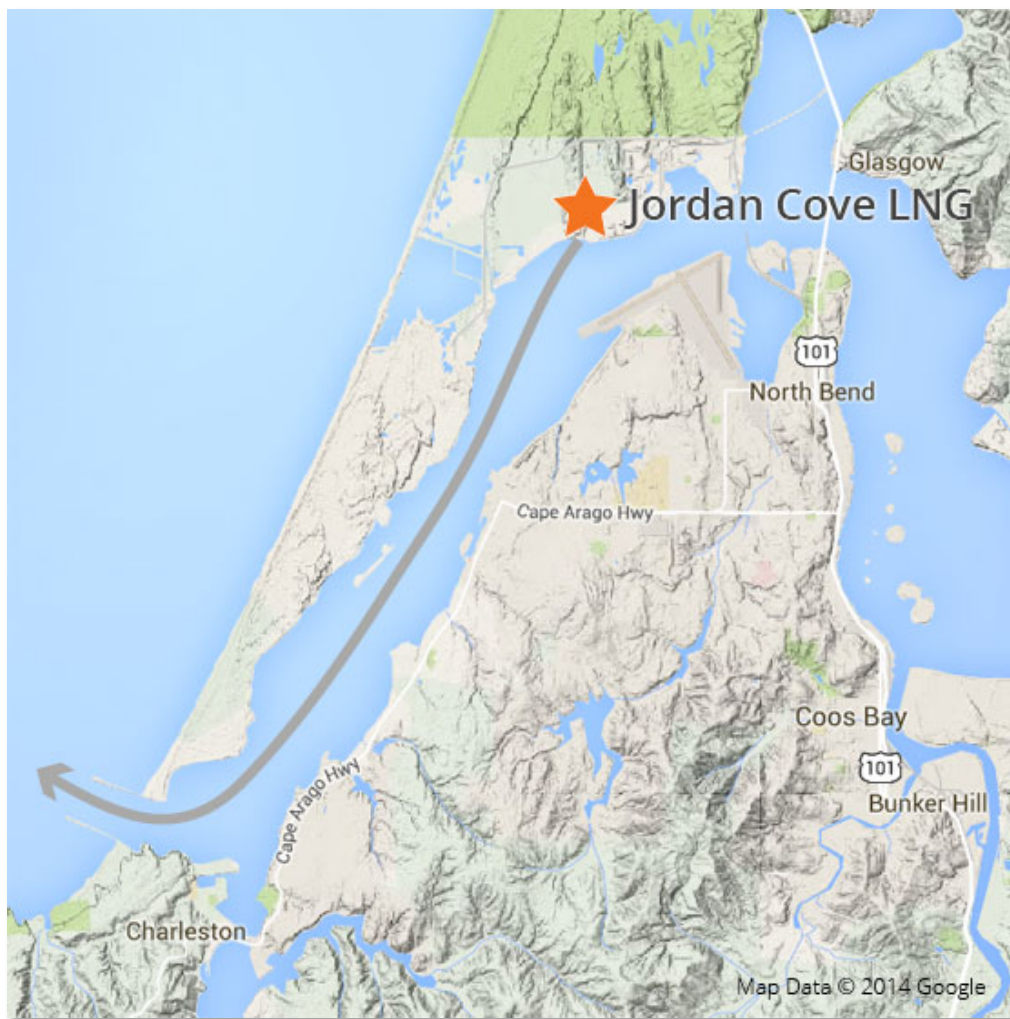 Glasgow
Jordan Cove LNG
101
North Bend
Cape Arago Hwy
Coos Bay
101
Bunker Hill
Cape Arago Hwy
Charleston
Map Data © 2014 Google